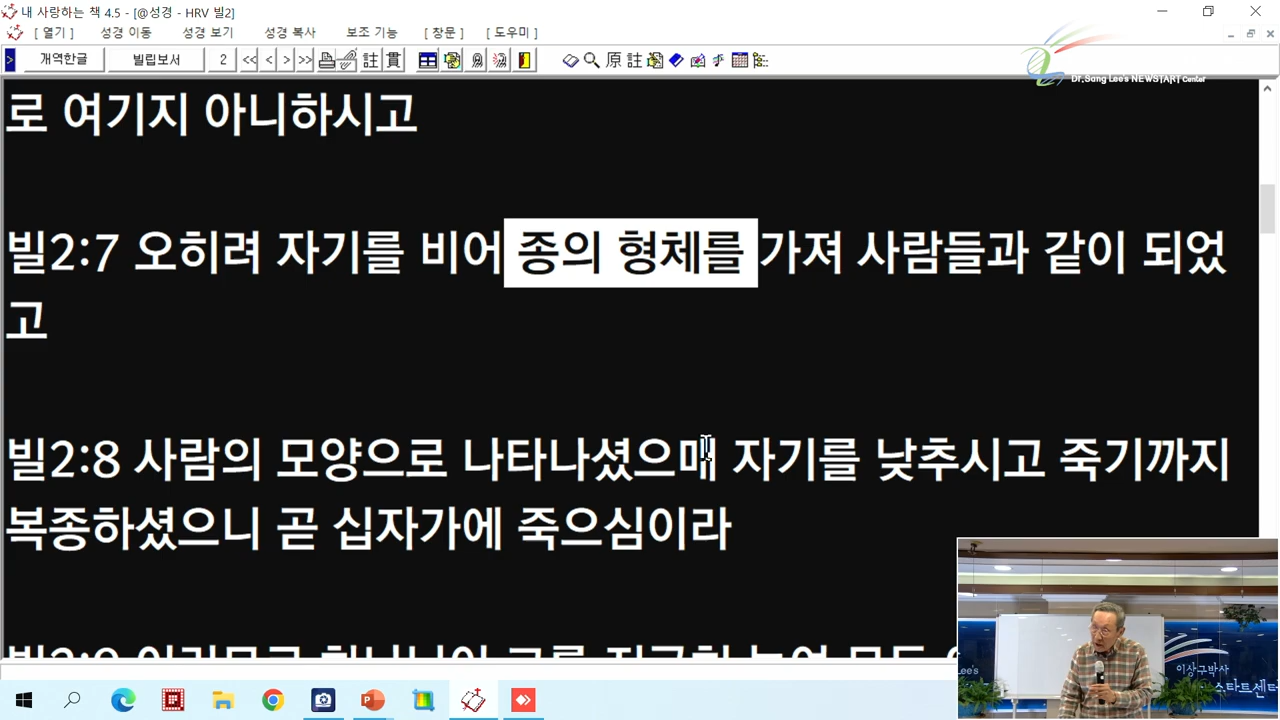 내 사랑하는 책 4.5 - [@성경 - HRV 빌2]
[ 열기 ] 성경 이동 성경 보기 성경 복사 보조 기능 [ 창문 ] [ 도우미 ]
> 개역한글 빌립보서 2 << < > >> 註 貫 原 註
Dr.Sang Lee's NEWSTART Center
로 여기지 아니하시고
빌2:7 오히려 자기를 비어 종의 형체를 가져 사람들과 같이 되었
고
빌2:8 사람의 모양으로 나타나셨으매 자기를 낮추시고 죽기까지
복종하셨으니 곧 십자가에 죽으심이라
Lee's
이상구박사
스타트센터